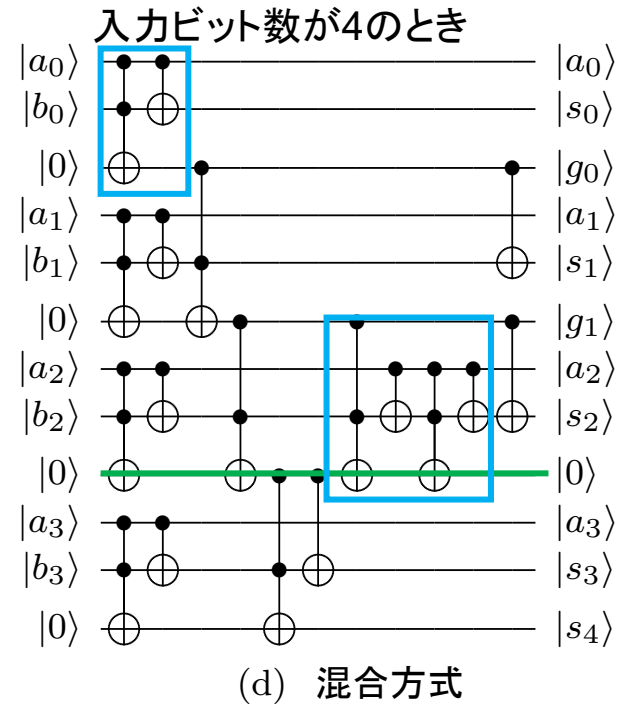 入力ビット数が4のとき
|a₀⟩ |a₀⟩
|b₀⟩ |s₀⟩
|0⟩ |g₀⟩
|a₁⟩ |a₁⟩
|b₁⟩ |s₁⟩
|0⟩ |g₁⟩
|a₂⟩ |a₂⟩
|b₂⟩ |s₂⟩
|0⟩ |0⟩
|a₃⟩ |a₃⟩
|b₃⟩ |s₃⟩
|0⟩ |s₄⟩
(d) 混合方式